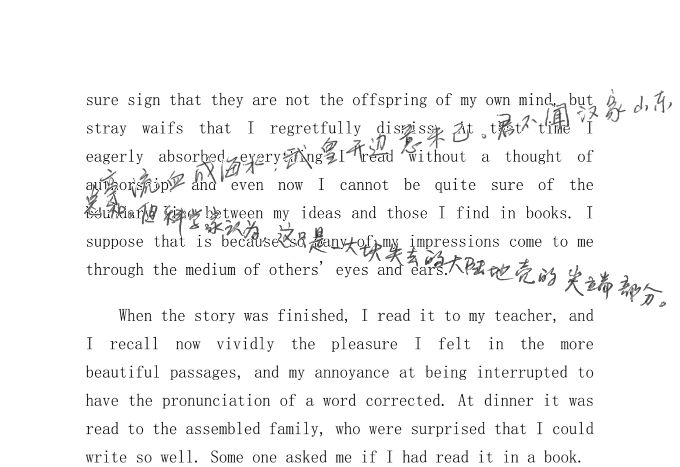 sure sign that they are not the offspring of my own mind, but
stray waifs that I regretfully dismiss. At that time I
eagerly absorbed everything I read without a thought of
authorship, and even now I cannot be quite sure of the
boundary line between my ideas and those I find in books. I
suppose that is because so many of my impressions come to me
through the medium of others' eyes and ears.
亭流血成海水，武皇开边意未已。君不闻汉家山东
但科学家认为，这只是一大块失去的大陆地壳的尖端部分。
When the story was finished, I read it to my teacher, and
I recall now vividly the pleasure I felt in the more
beautiful passages, and my annoyance at being interrupted to
have the pronunciation of a word corrected. At dinner it was
read to the assembled family, who were surprised that I could
write so well. Some one asked me if I had read it in a book.